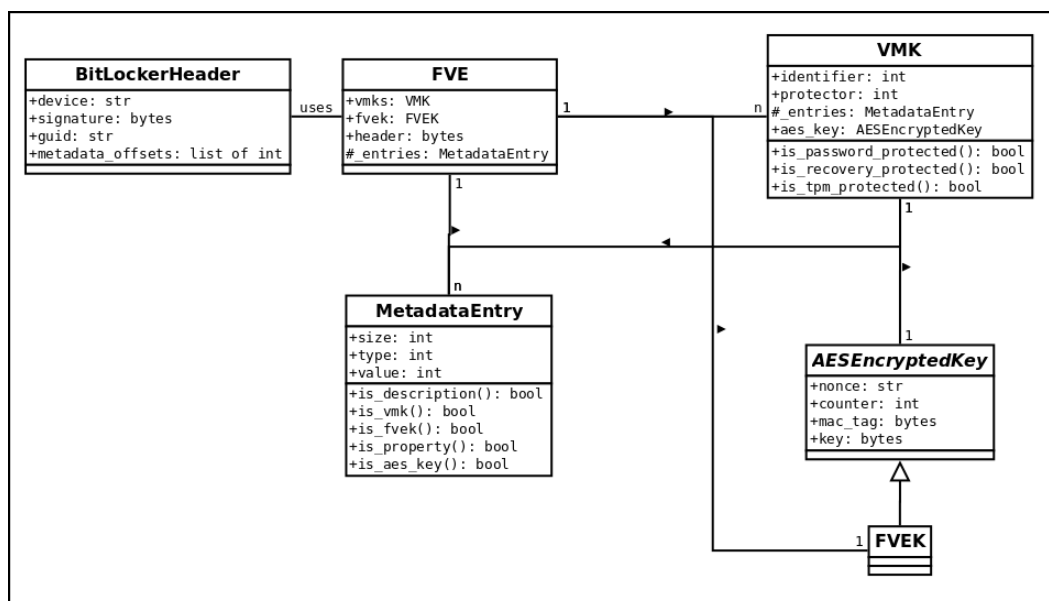 BitLockerHeader
+device: str
+signature: bytes
+guid: str
+metadata_offsets: list of int
uses
FVE
+vmks: VMK
+fvek: FVEK
+header: bytes
#_entries: MetadataEntry
1
n
VMK
+identifier: int
+protector: int
#_entries: MetadataEntry
+aes_key: AESEncryptedKey
+is_password_protected(): bool
+is_recovery_protected(): bool
+is_tpm_protected(): bool
1
1
n
MetadataEntry
+size: int
+type: int
+value: int
+is_description(): bool
+is_vmk(): bool
+is_fvek(): bool
+is_property(): bool
+is_aes_key(): bool
1
AESEncryptedKey
+nonce: str
+counter: int
+mac_tag: bytes
+key: bytes
1
FVEK